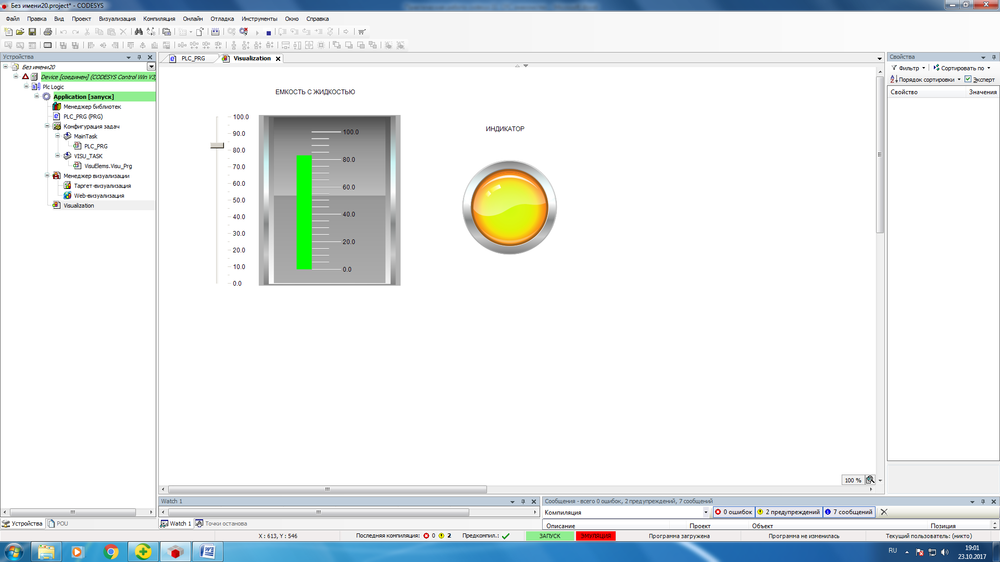 Без имени20.project* - CODESYS
Файл Правка Вид Проект Визуализация Компиляция Онлайн Отладка Инструменты Окно Справка
Устройства
Без имени20
Device [соединен] (CODESYS Control Win V3)
Plc Logic
Application [запуск]
Менеджер библиотек
PLC_PRG (PRG)
Конфигурация задач
MainTask
PLC_PRG
VISU_TASK
VisuElems.Visu_Prg
Менеджер визуализации
Таргет-визуализация
Web-визуализация
Visualization
Устройства POU
PLC_PRG Visualization
ЕМКОСТЬ С ЖИДКОСТЬЮ
100.0
90.0
80.0
70.0
60.0
50.0
40.0
30.0
20.0
10.0
0.0
100.0
80.0
60.0
40.0
20.0
0.0
ИНДИКАТОР
100 %
Свойства
Фильтр Сортировать по
Порядок сортировки Эксперт
Свойство Значения
Watch 1
Watch 1 Точки останова
Сообщения - всего 0 ошибок, 2 предупреждений, 7 сообщений
Компиляция 0 ошибок 2 предупреждений 7 сообщений
Описание Проект Объект Позиция
X : 613, Y : 546 Последняя компиляция: 0 2 Предкомпил.: ЗАПУСК ЭМУЛЯЦИЯ Программа загружена Программа не изменилась Текущий пользователь: (никто)
RU 19:01
23.10.2017